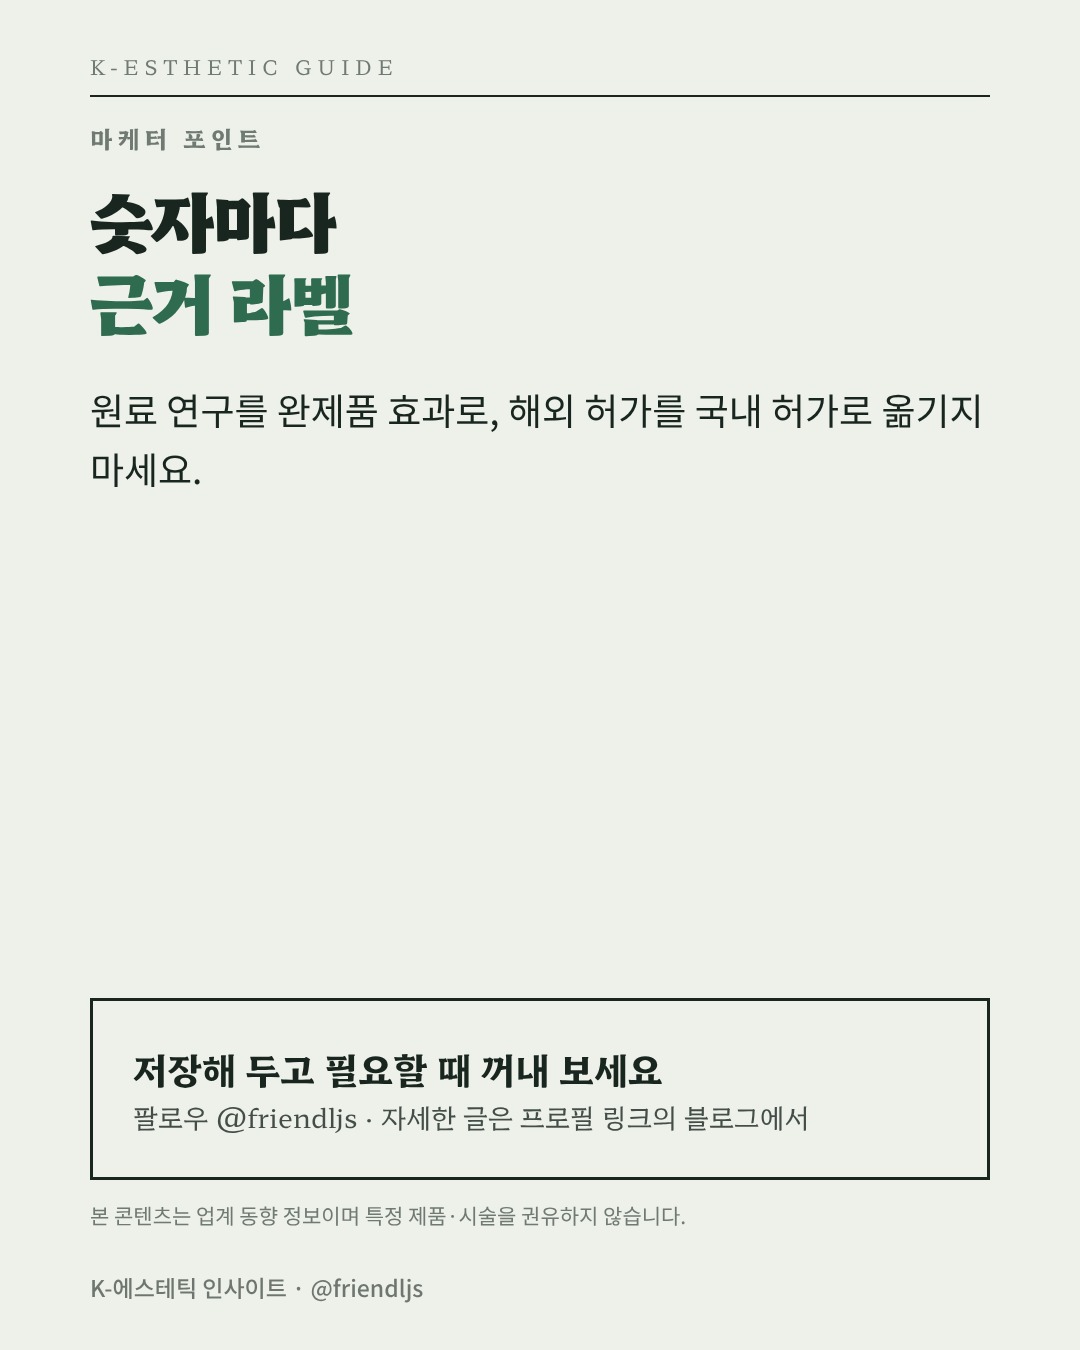 K-ESTHETIC GUIDE
마케터 포인트
숫자마다
근거 라벨
원료 연구를 완제품 효과로, 해외 허가를 국내 허가로 옮기지
마세요.
저장해 두고 필요할 때 꺼내 보세요
팔로우 @friendljs · 자세한 글은 프로필 링크의 블로그에서
본 콘텐츠는 업계 동향 정보이며 특정 제품·시술을 권유하지 않습니다.
K-에스테틱 인사이트 · @friendljs